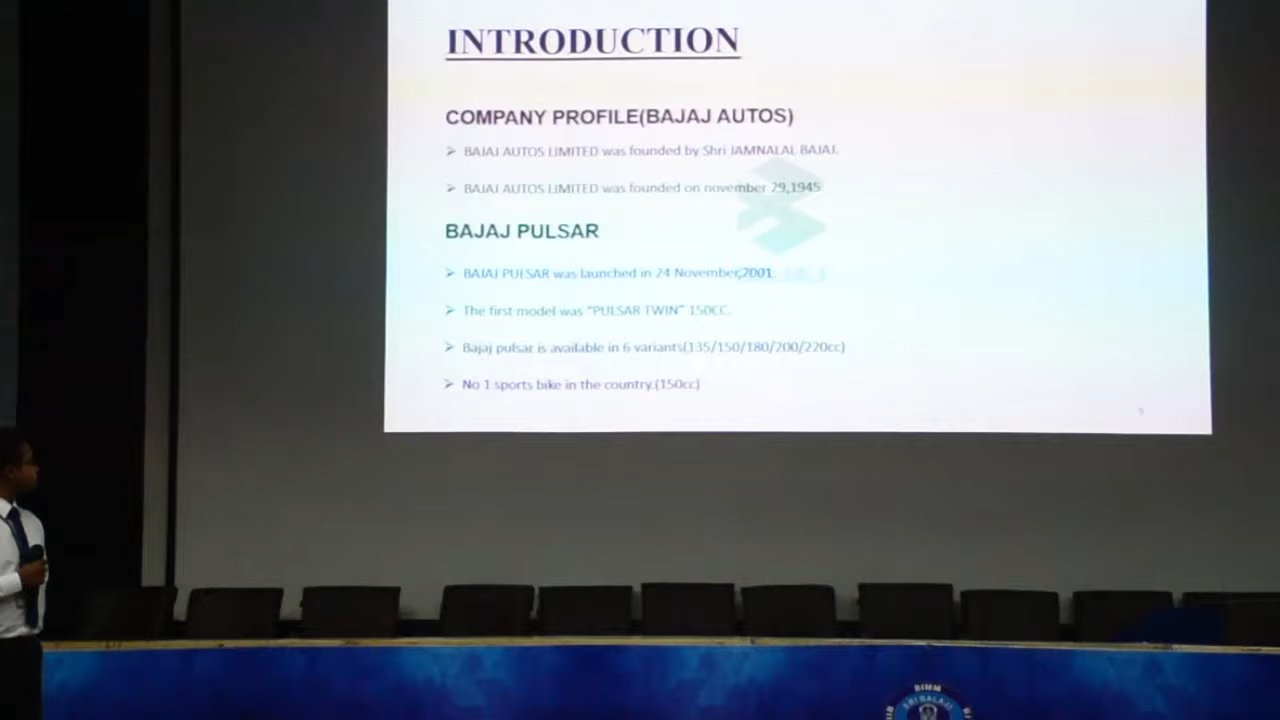 INTRODUCTION
COMPANY PROFILE(BAJAJ AUTOS)
➢ BAJAJ AUTOS LIMITED was founded by Shri JAMNALAL BAJAJ.
➢ BAJAJ AUTOS LIMITED was founded on november 29,1945
BAJAJ PULSAR
➢ BAJAJ PULSAR was launched in 24 November,2001.
➢ The first model was "PULSAR TWIN" 150CC.
➢ Bajaj pulsar is available in 6 variants(135/150/180/200/220cc)
➢ No 1 sports bike in the country.(150cc)
BIMM
SRI BALAJI